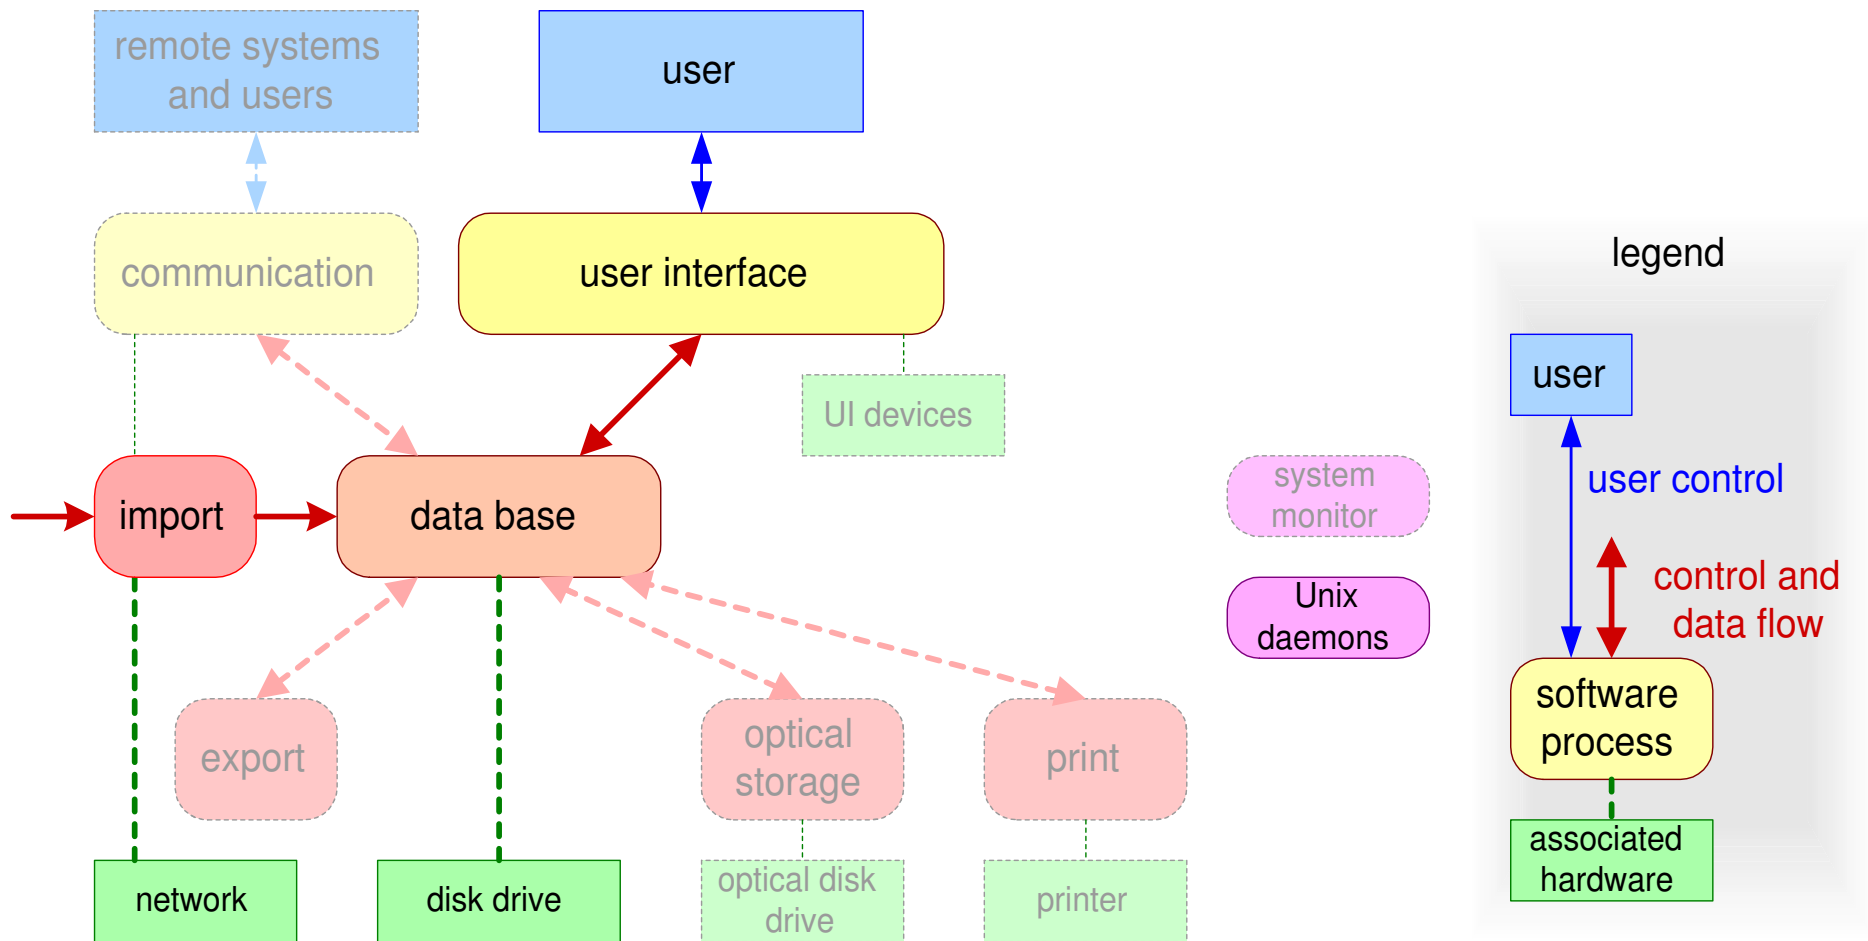 remote systems
and users
user
communication
user interface
UI devices
import
data base
system
monitor
Unix
daemons
export
optical
storage
print
network
disk drive
optical disk
drive
printer
legend
user
user control
control and
data flow
software
process
associated
hardware